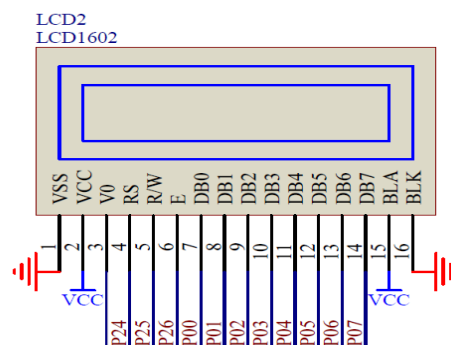 LCD2
LCD1602
VSS VCC V0 RS R/W E DB0 DB1 DB2 DB3 DB4 DB5 DB6 DB7 BLA BLK
1 2 3 4 5 6 7 8 9 10 11 12 13 14 15 16
VCC VCC
P24 P25 P26 P00 P01 P02 P03 P04 P05 P06 P07